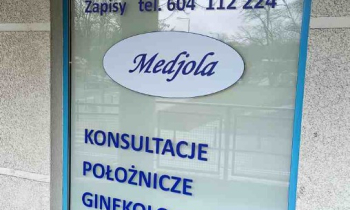 Zapisy tel. 604 112 224
Medjola
KONSULTACJE
POŁOŻNICZE